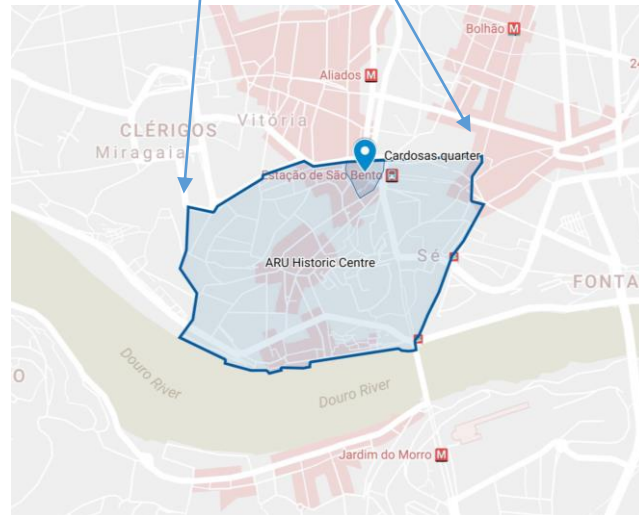 Bolhão M
24
Aliados M
CLÉRIGOS
Vitória
Miragaia
Cardosas quarter
Estação de São Bento
ARU Historic Centre
Sé
FONTA
O
Douro River
Douro River
Jardim do Morro M